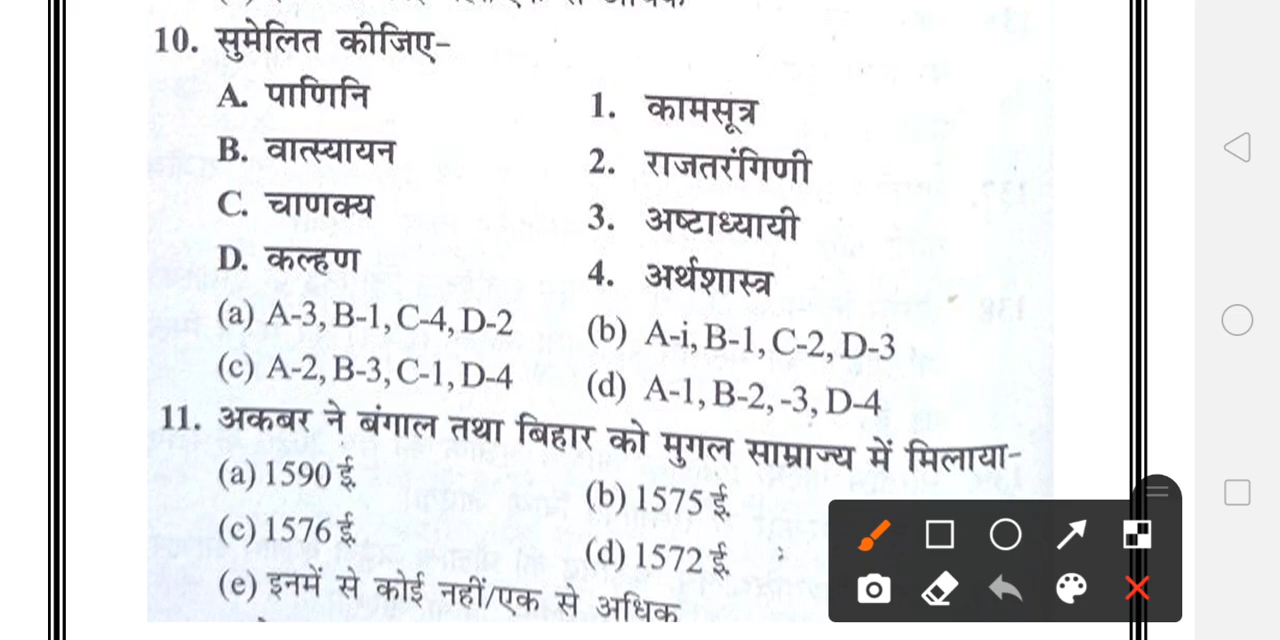 10. सुमेलित कीजिए–
A. पाणिनि 1. कामसूत्र
B. वात्स्यायन 2. राजतरंगिणी
C. चाणक्य 3. अष्टाध्यायी
D. कल्हण 4. अर्थशास्त्र
(a) A-3, B-1, C-4, D-2 (b) A-i, B-1, C-2, D-3
(c) A-2, B-3, C-1, D-4 (d) A-1, B-2, -3, D-4
11. अकबर ने बंगाल तथा बिहार को मुगल साम्राज्य में मिलाया–
(a) 1590 ई. (b) 1575 ई.
(c) 1576 ई. (d) 1572 ई.
(e) इनमें से कोई नहीं/एक से अधिक